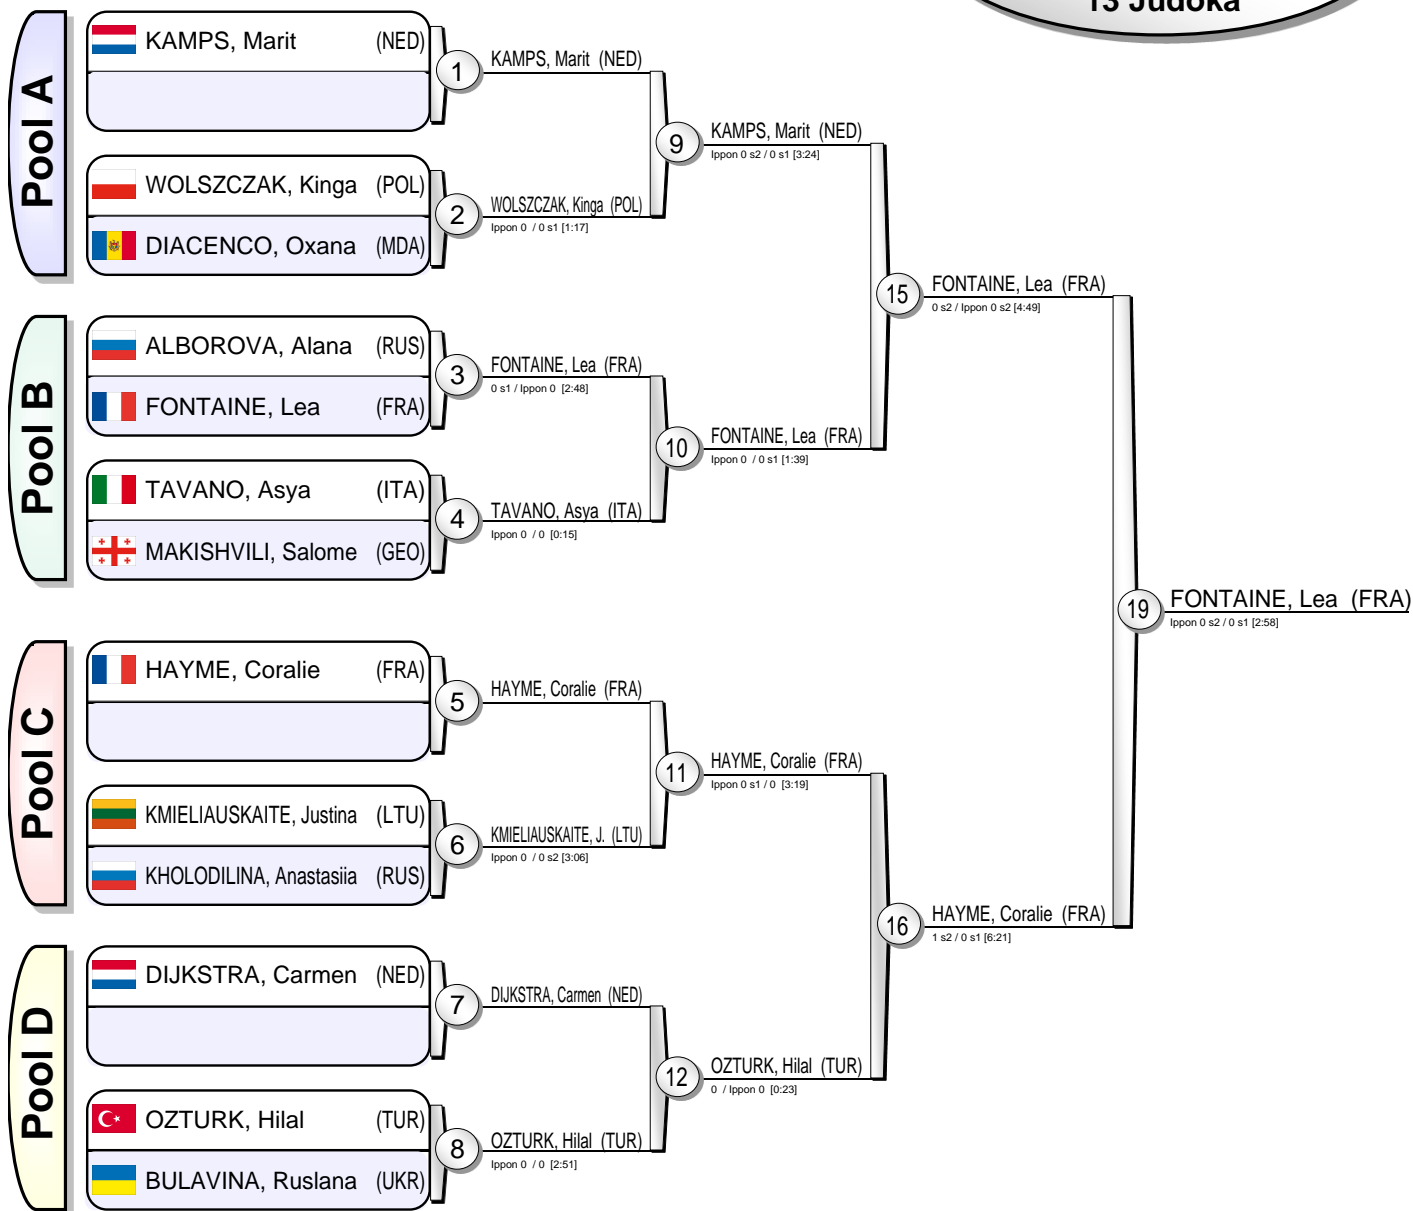 13 Judoka
Pool A
KAMPS, Marit (NED)
WOLSZCZAK, Kinga (POL)
DIACENCO, Oxana (MDA)
Pool B
ALBOROVA, Alana (RUS)
FONTAINE, Lea (FRA)
TAVANO, Asya (ITA)
MAKISHVILI, Salome (GEO)
Pool C
HAYME, Coralie (FRA)
KMIELIAUSKAITE, Justina (LTU)
KHOLODILINA, Anastasiia (RUS)
Pool D
DIJKSTRA, Carmen (NED)
OZTURK, Hilal (TUR)
BULAVINA, Ruslana (UKR)
1
KAMPS, Marit (NED)
2
WOLSZCZAK, Kinga (POL)
Ippon 0 / 0 s1 [1:17]
3
FONTAINE, Lea (FRA)
0 s1 / Ippon 0 [2:48]
4
TAVANO, Asya (ITA)
Ippon 0 / 0 [0:15]
5
HAYME, Coralie (FRA)
6
KMIELIAUSKAITE, J. (LTU)
Ippon 0 / 0 s2 [3:06]
7
DIJKSTRA, Carmen (NED)
8
OZTURK, Hilal (TUR)
Ippon 0 / 0 [2:51]
9
KAMPS, Marit (NED)
Ippon 0 s2 / 0 s1 [3:24]
10
FONTAINE, Lea (FRA)
Ippon 0 / 0 s1 [1:39]
11
HAYME, Coralie (FRA)
Ippon 0 s1 / 0 [3:19]
12
OZTURK, Hilal (TUR)
0 / Ippon 0 [0:23]
15
FONTAINE, Lea (FRA)
0 s2 / Ippon 0 s2 [4:49]
16
HAYME, Coralie (FRA)
1 s2 / 0 s1 [6:21]
19
FONTAINE, Lea (FRA)
Ippon 0 s2 / 0 s1 [2:58]